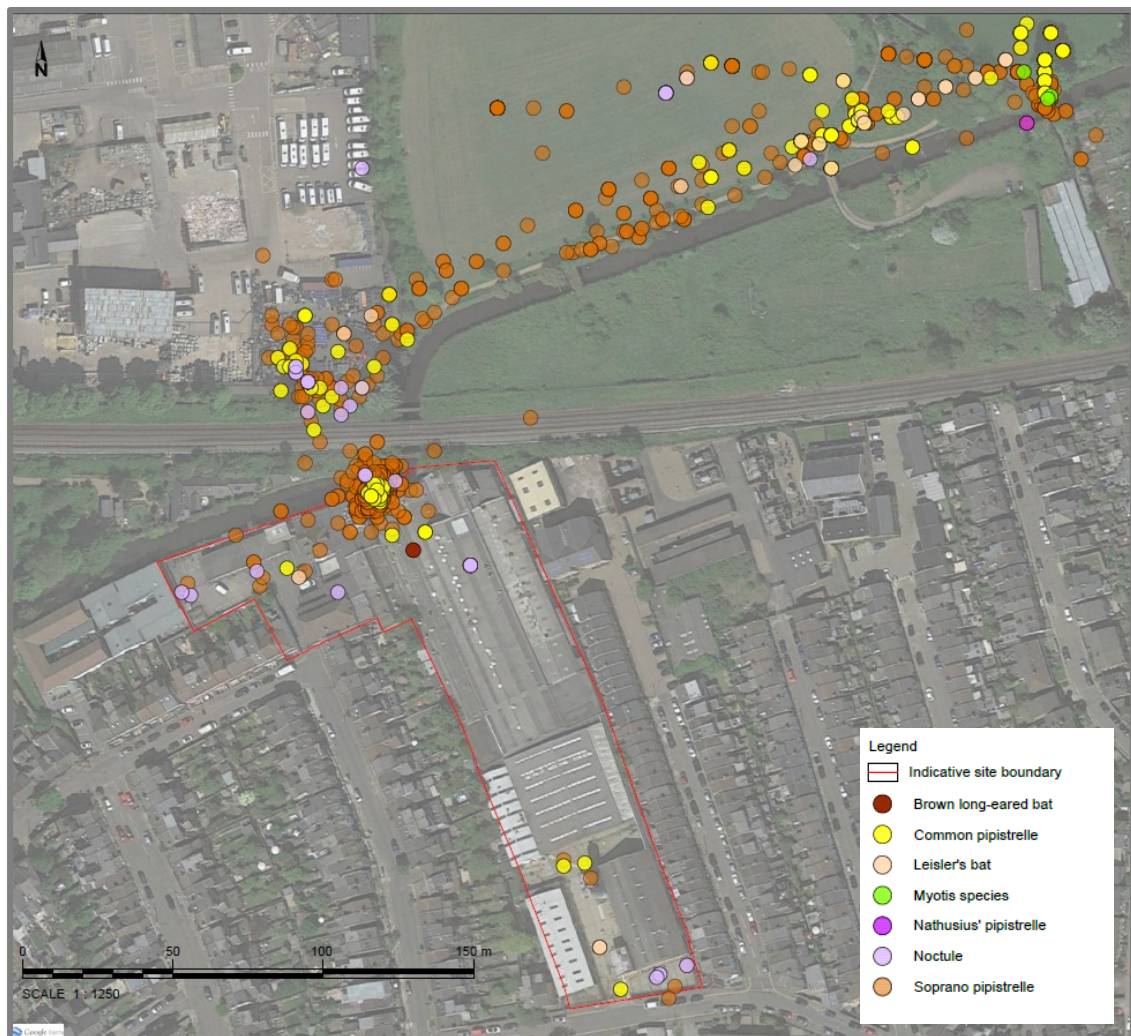 N
Legend
Indicative site boundary
Brown long-eared bat
Common pipistrelle
Leisler's bat
Myotis species
Nathusius' pipistrelle
Noctule
Soprano pipistrelle
0 50 100 150 m
SCALE 1 : 1250
Google